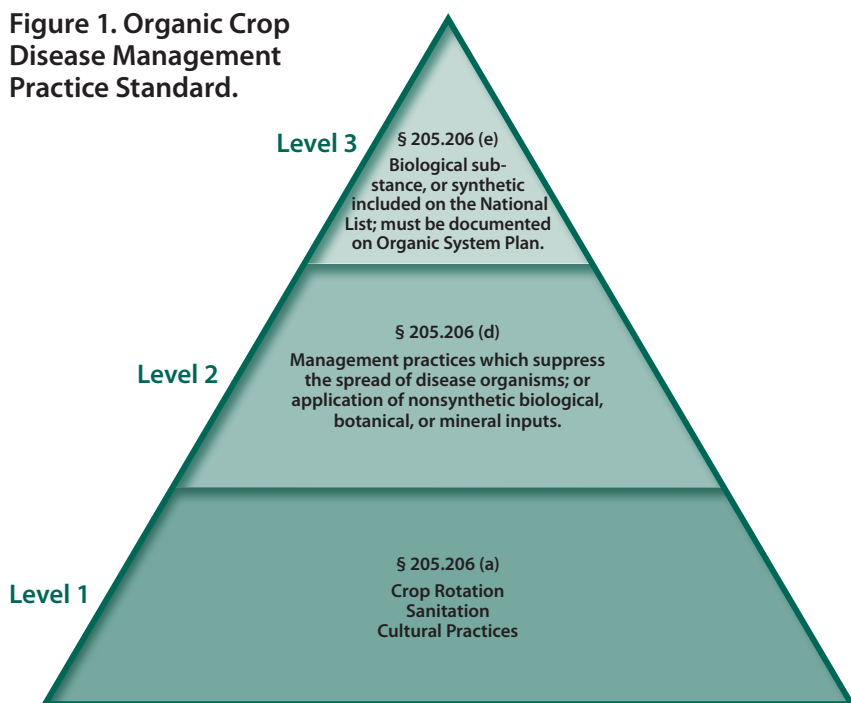 Figure 1. Organic Crop
Disease Management
Practice Standard.
Level 3
§ 205.206 (e)
Biological sub-
stance, or synthetic
included on the National
List; must be documented
on Organic System Plan.
Level 2
§ 205.206 (d)
Management practices which suppress
the spread of disease organisms; or
application of nonsynthetic biological,
botanical, or mineral inputs.
Level 1
§ 205.206 (a)
Crop Rotation
Sanitation
Cultural Practices